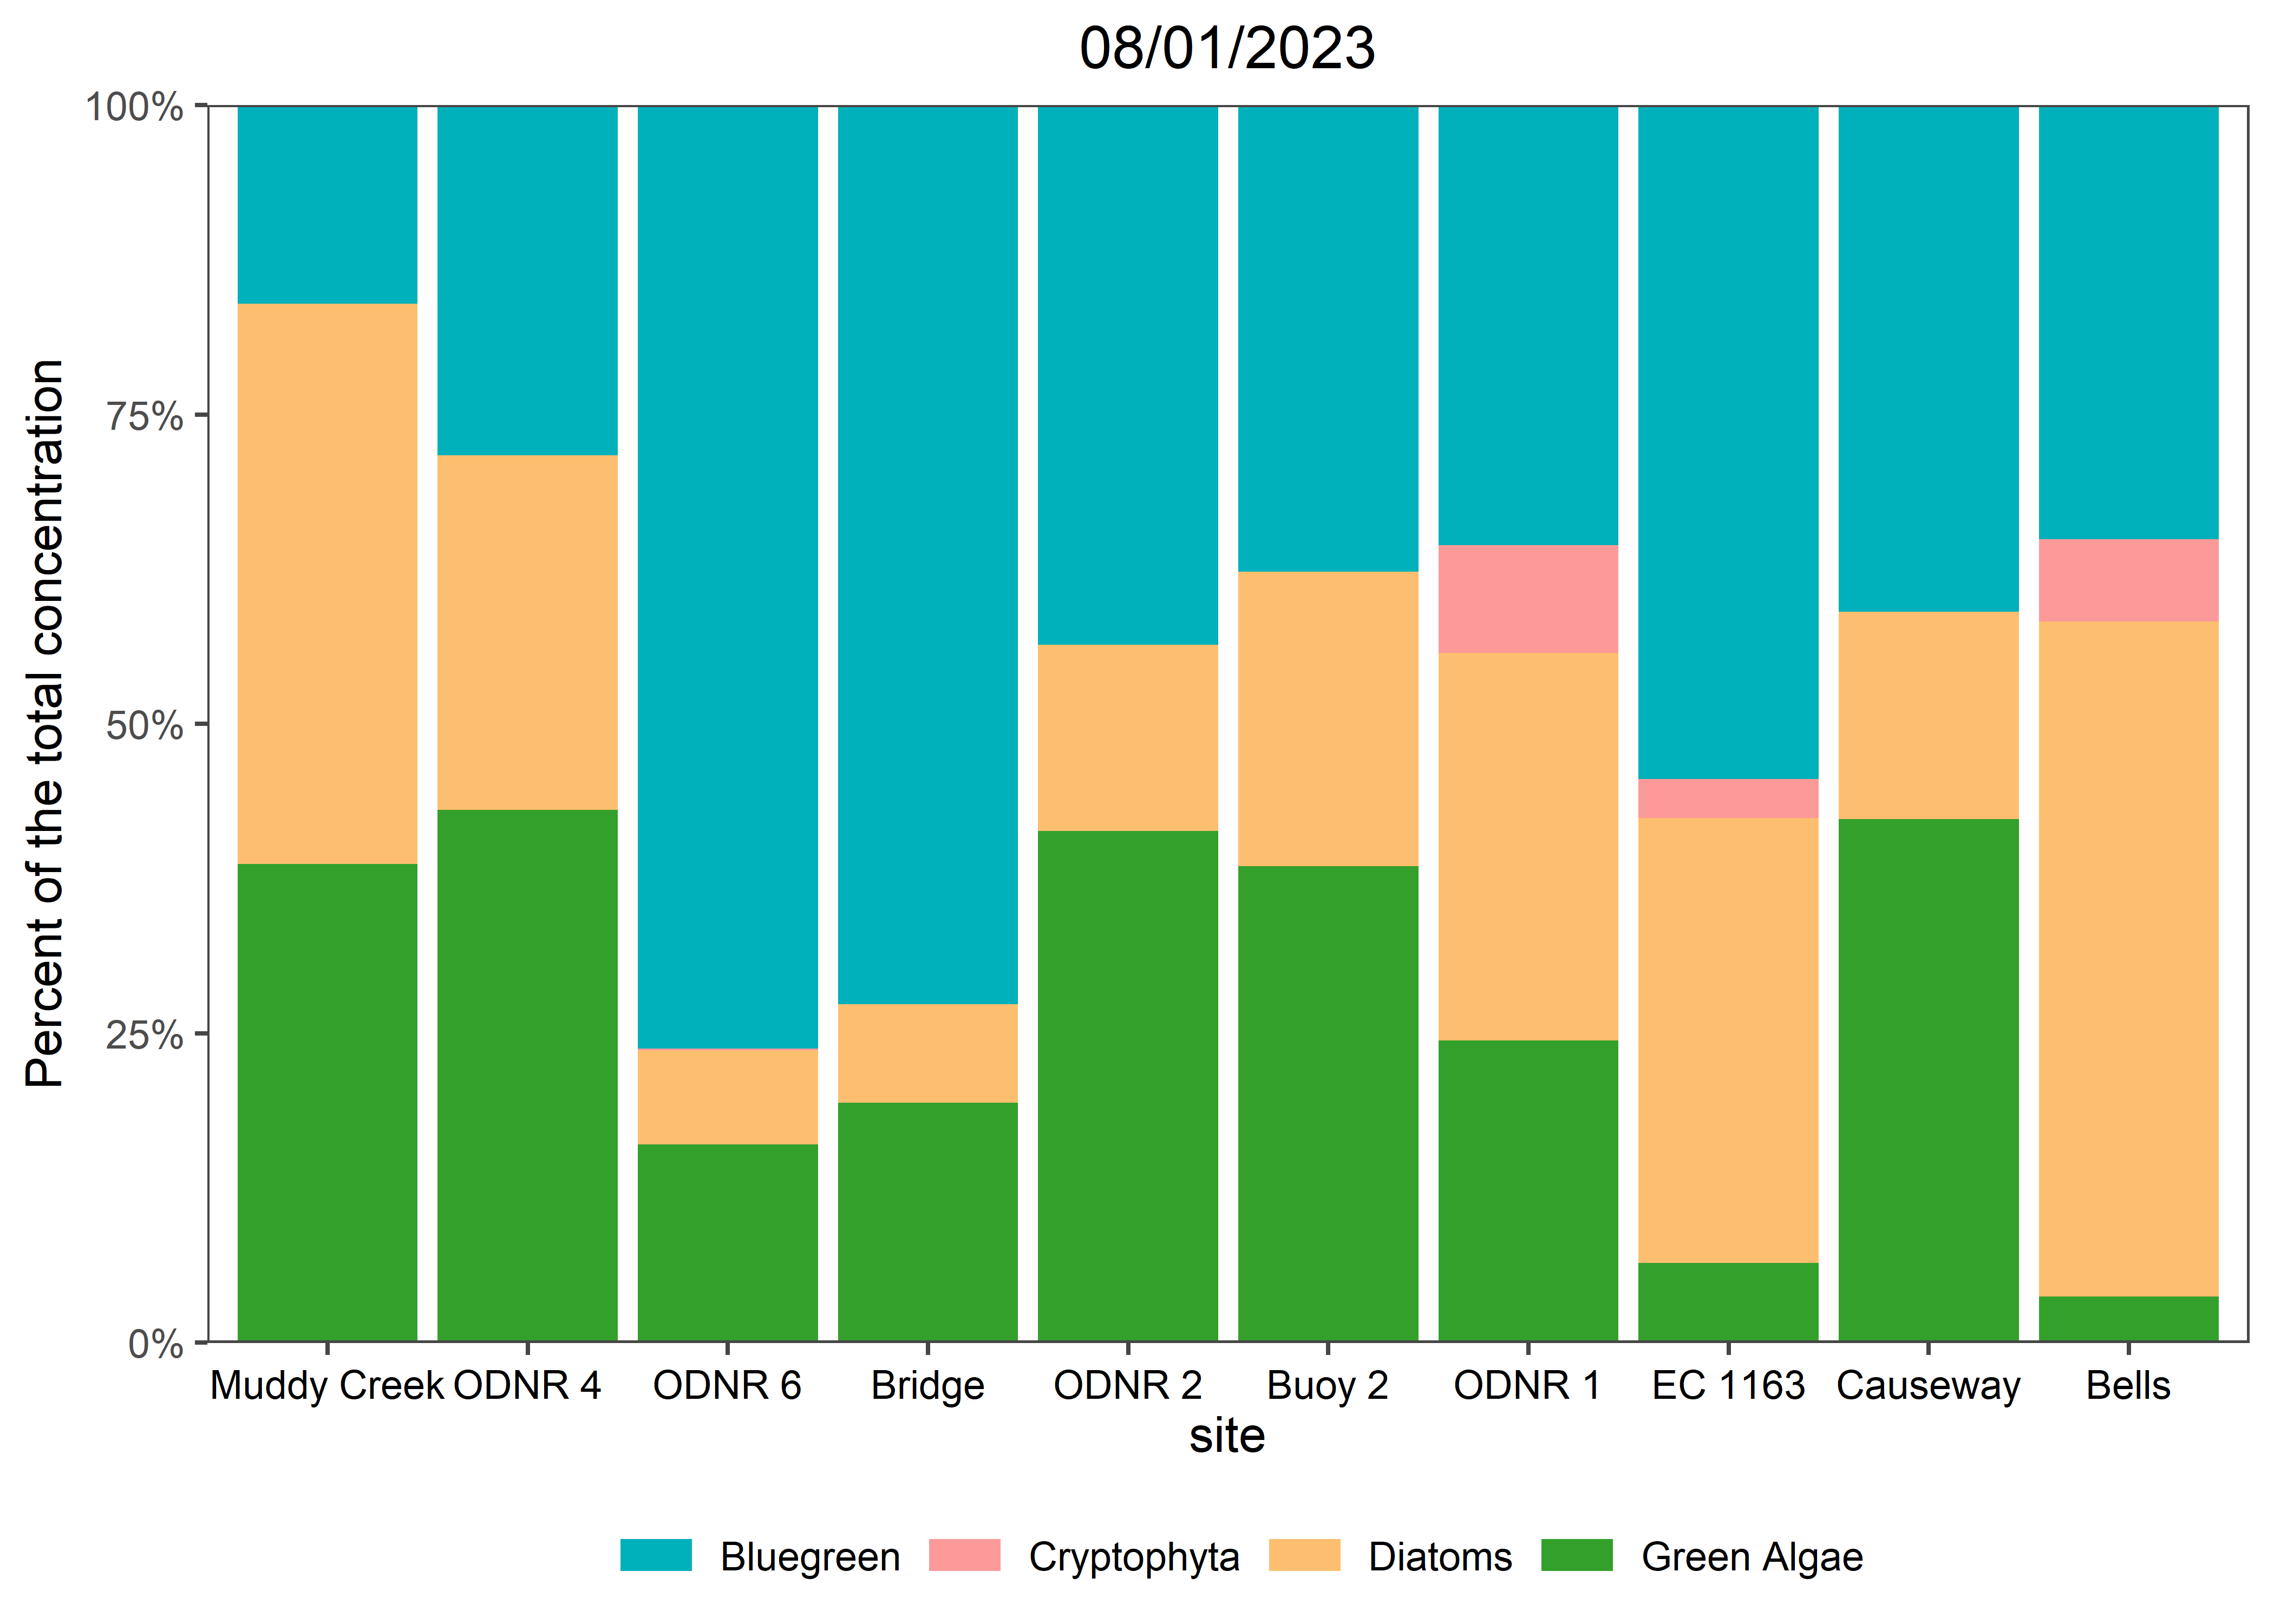 08/01/2023
Percent of the total concentration
100%
75%
50%
25%
0%
Muddy Creek ODNR 4 ODNR 6 Bridge ODNR 2 Buoy 2 ODNR 1 EC 1163 Causeway Bells
site
Bluegreen Cryptophyta Diatoms Green Algae